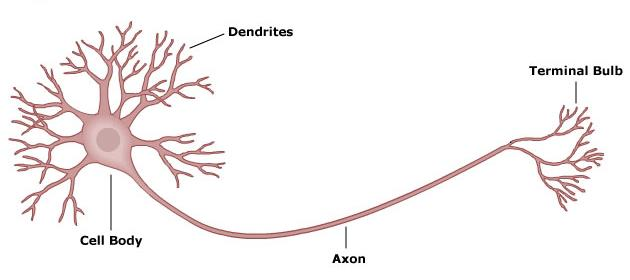 Dendrites
Terminal Bulb
Cell Body
Axon